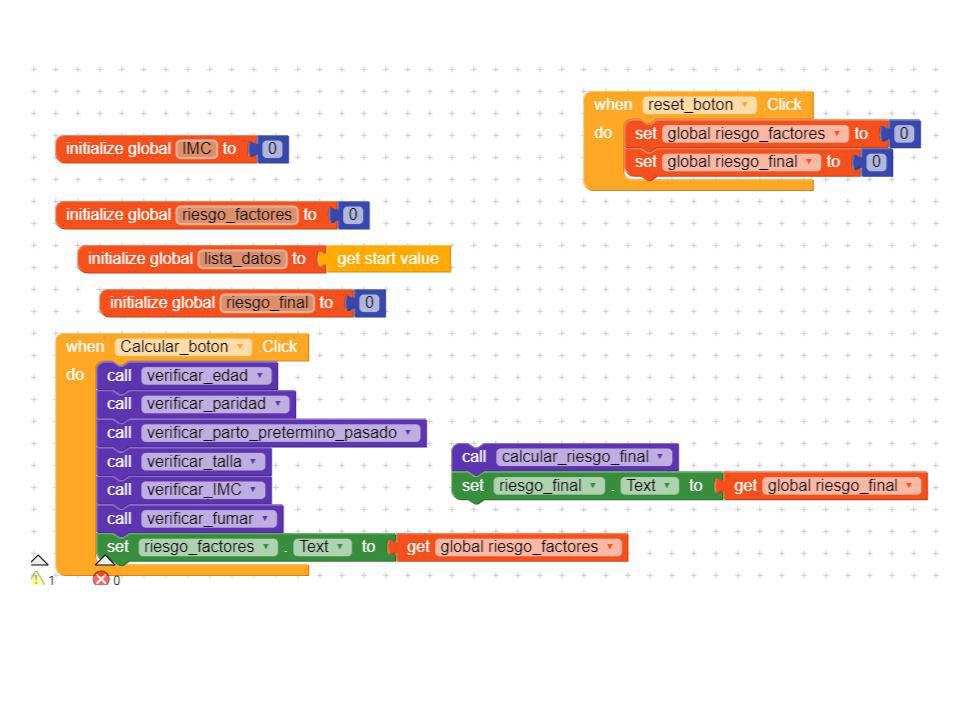 when reset_boton .Click
do set global riesgo_factores to 0
set global riesgo_final to 0
initialize global IMC to 0
initialize global riesgo_factores to 0
initialize global lista_datos to get start value
initialize global riesgo_final to 0
when Calcular_boton .Click
do call verificar_edad
call verificar_paridad
call verificar_parto_pretermino_pasado
call verificar_talla
call verificar_IMC
call verificar_fumar
set riesgo_factores . Text to get global riesgo_factores
call calcular_riesgo_final
set riesgo_final . Text to get global riesgo_final
1 0